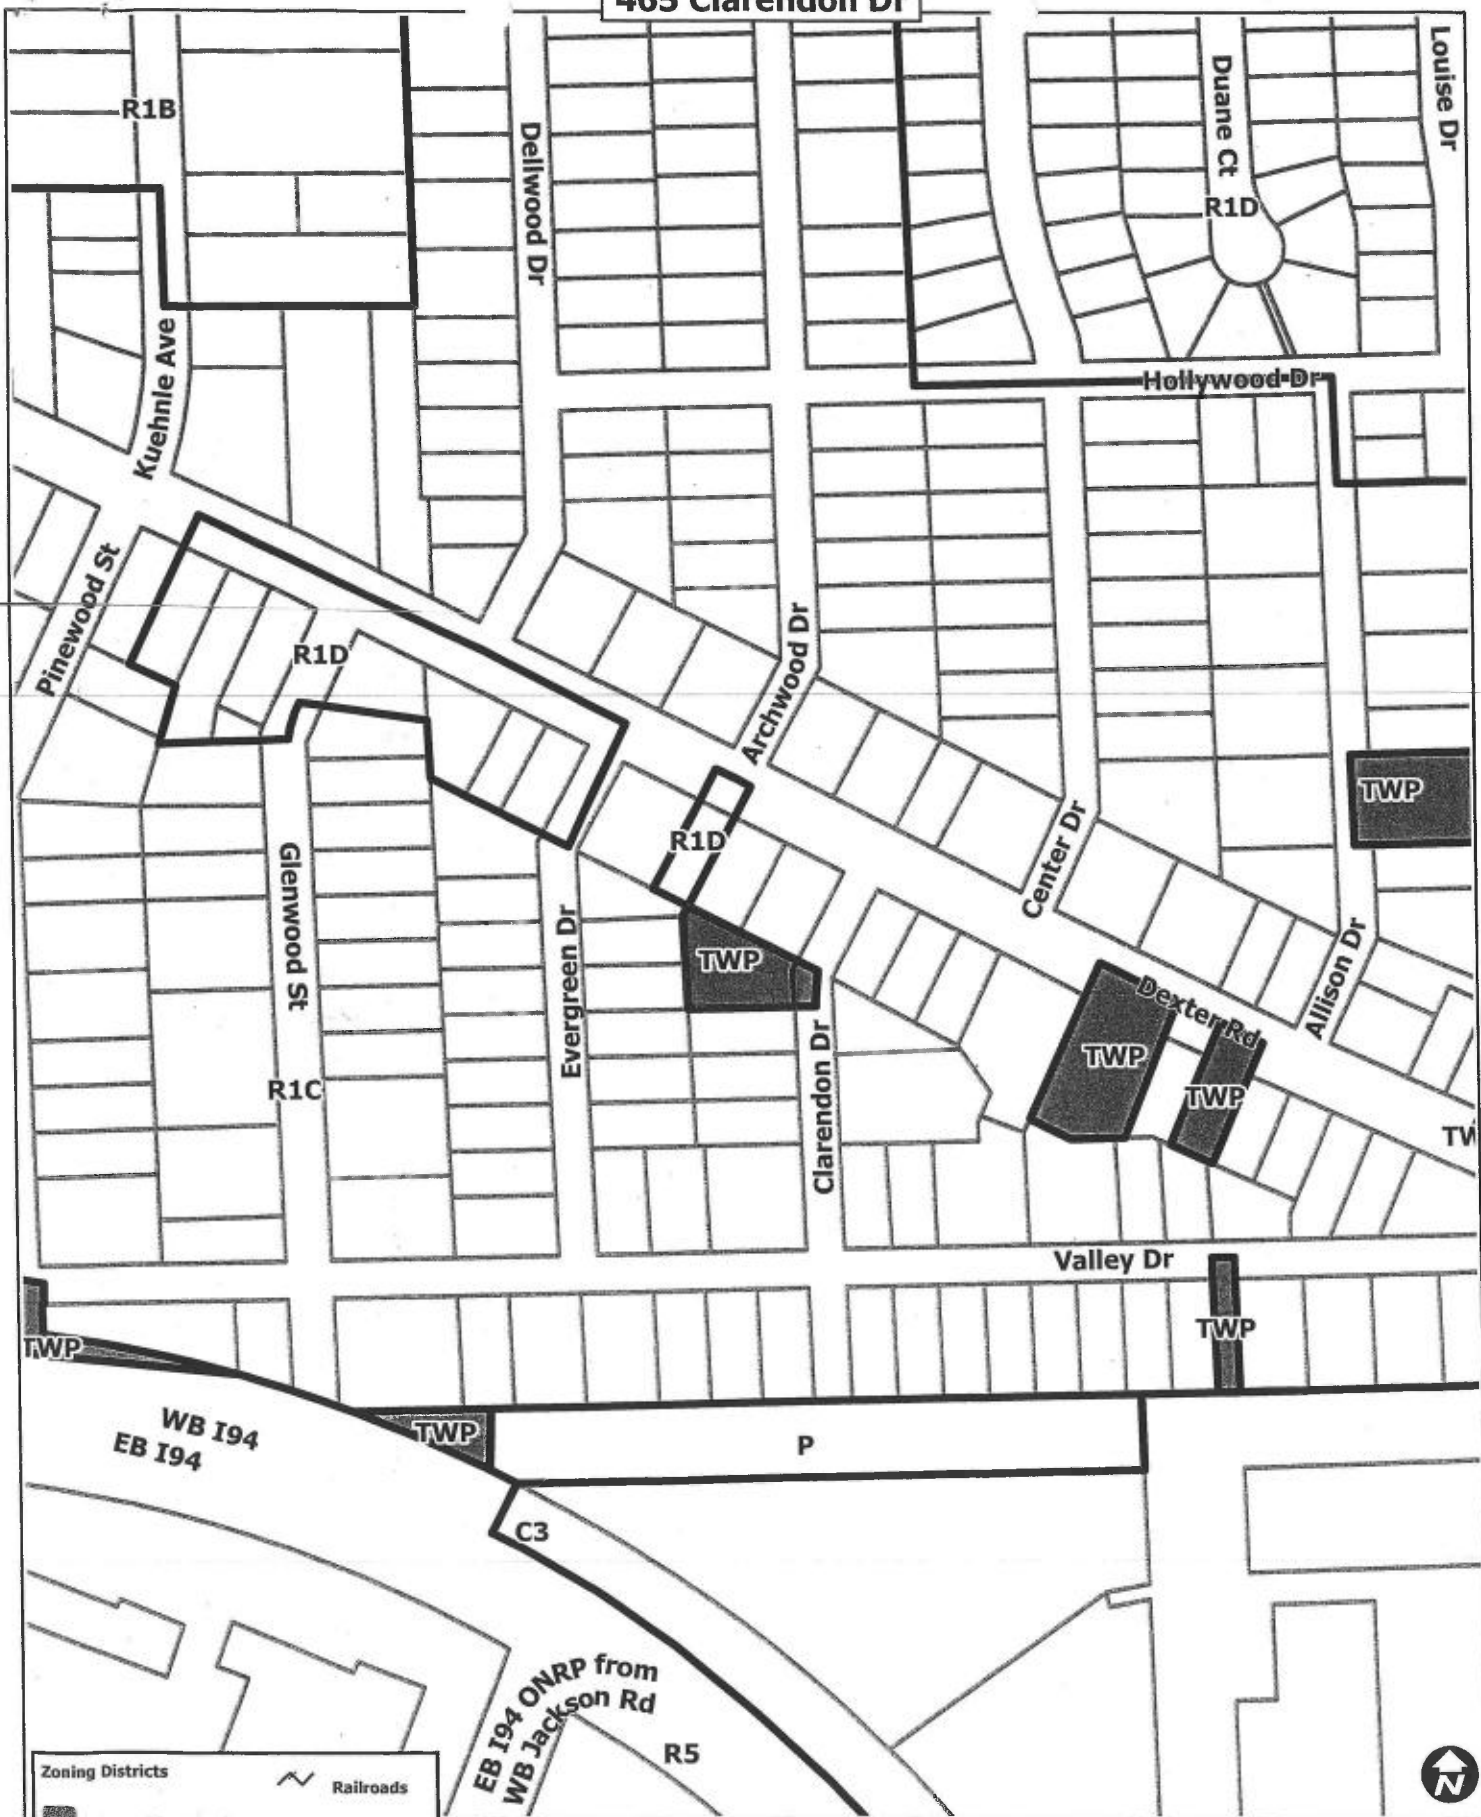 465 Clarendon Dr
Louise Dr
Duane Ct
R1B
Dellwood Dr
R1D
Hollywood Dr
Kuehnle Ave
Pinewood St
R1D
Archwood Dr
TWP
R1D
Center Dr
Glenwood St
Evergreen Dr
TWP
Allison Dr
Dexter Rd
Clarendon Dr
TWP
R1C
TWP
TW
Valley Dr
TWP
TWP
WB I94
EB I94
TWP
P
C3
EB I94 ONRP from
WB Jackson Rd
R5
Zoning Districts
Railroads
N